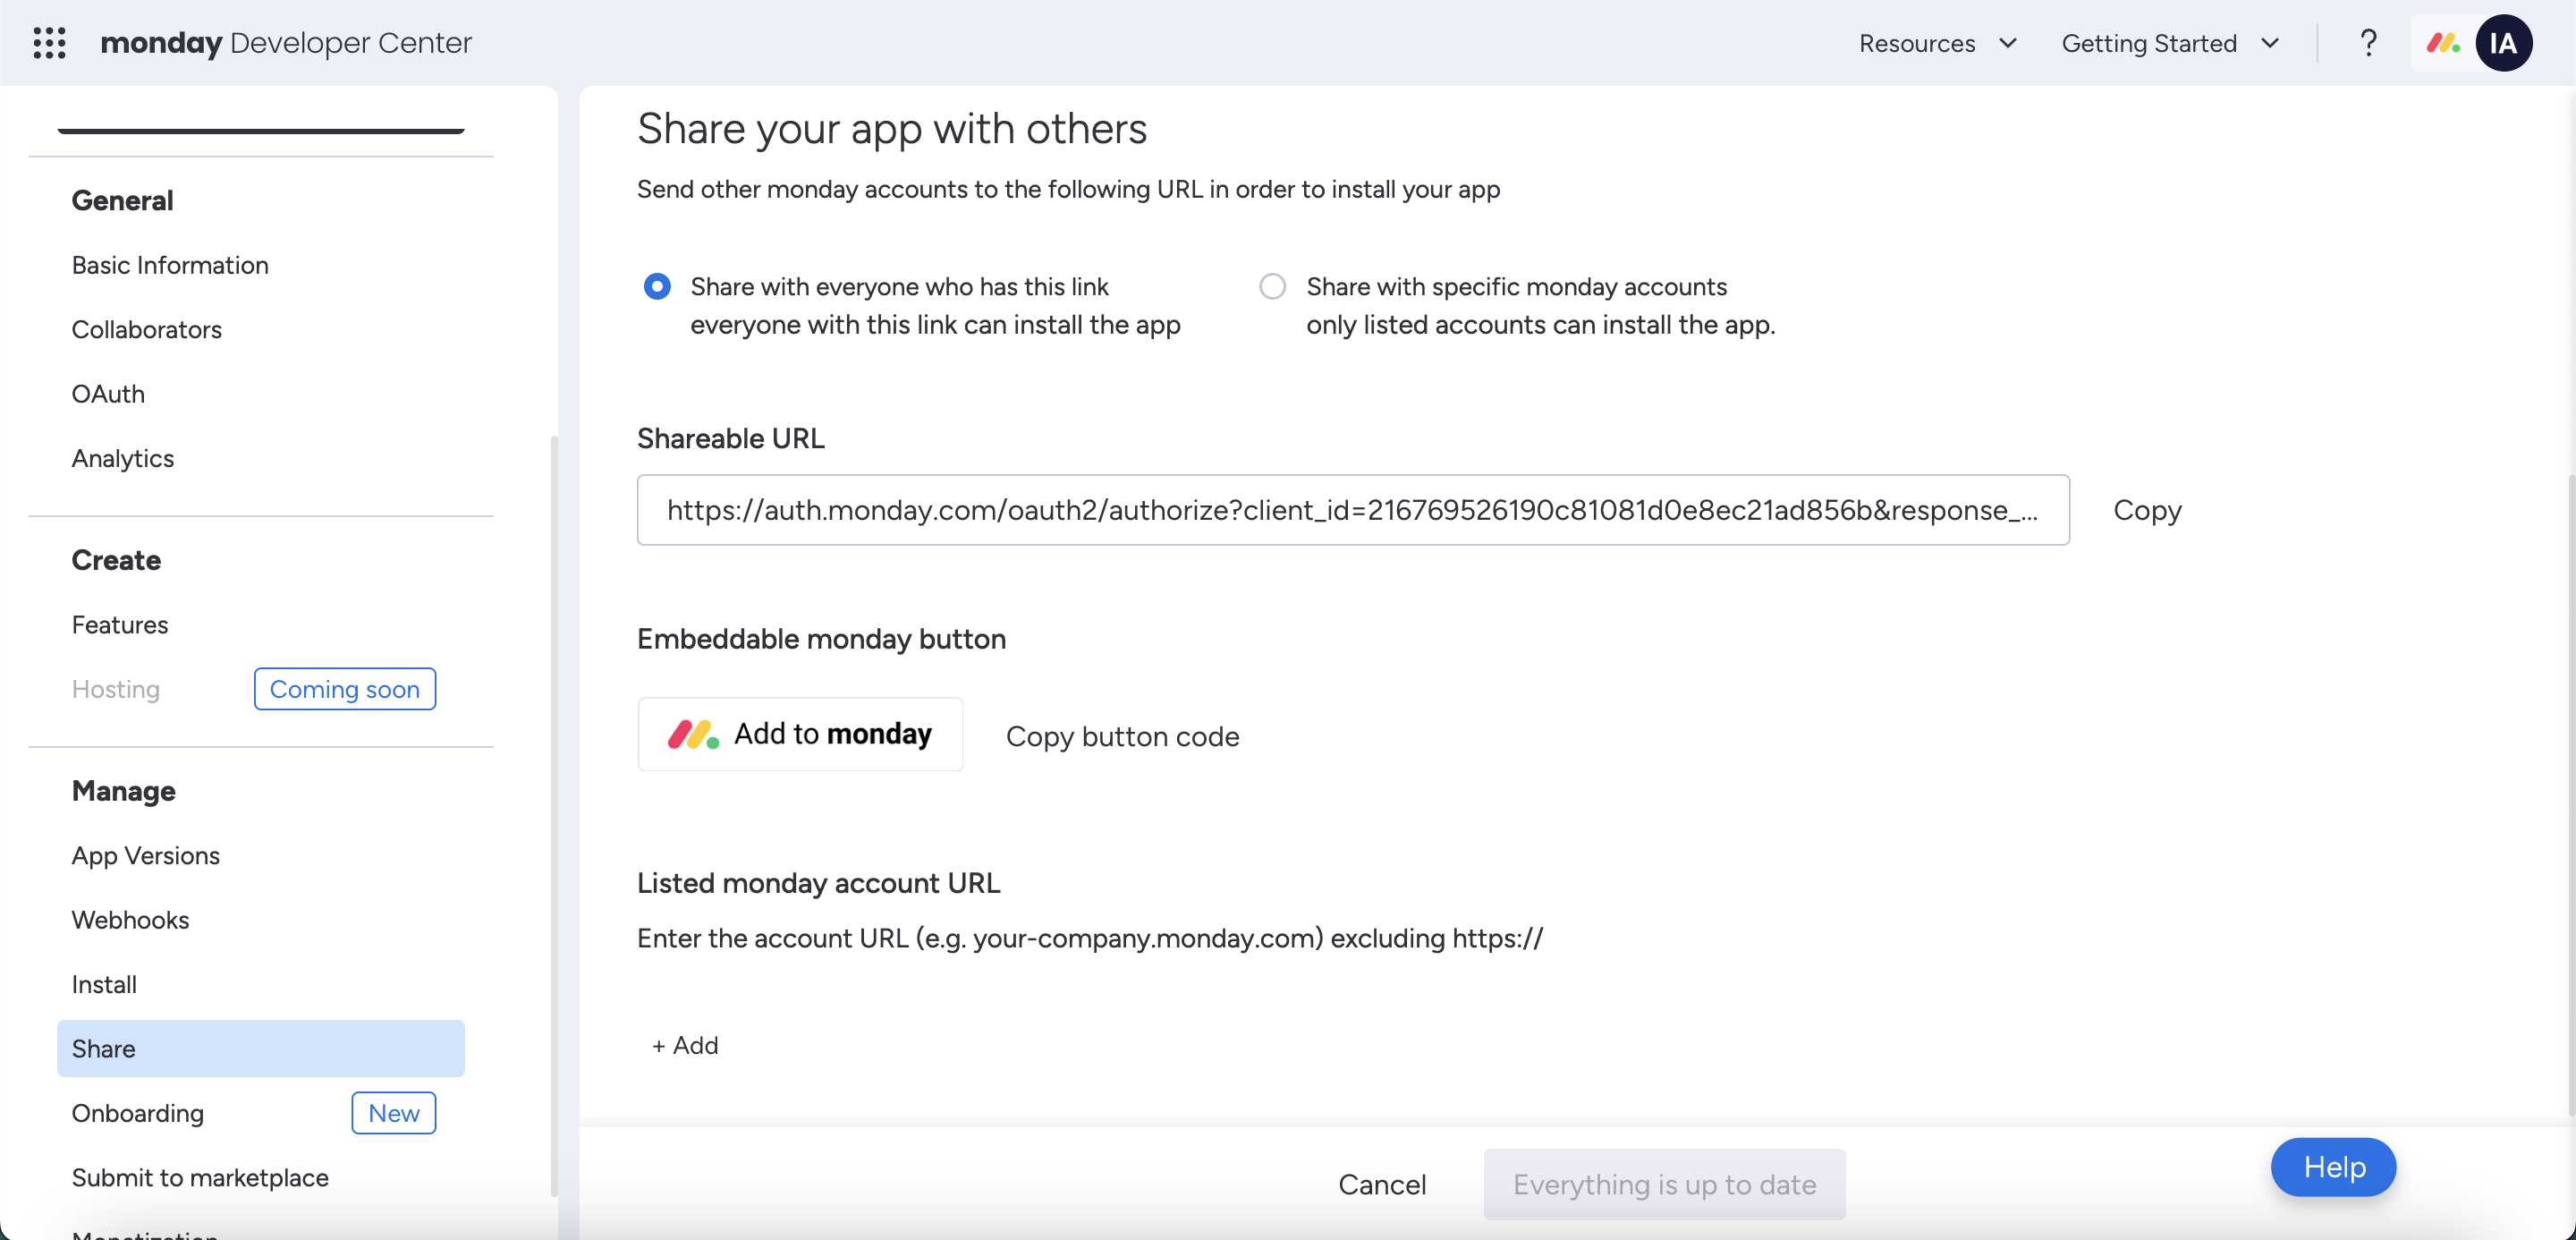 monday Developer Center
Resources
Getting Started
?
IA
General
Basic Information
Collaborators
OAuth
Analytics
Create
Features
Hosting
Coming soon
Manage
App Versions
Webhooks
Install
Share
Onboarding
New
Submit to marketplace
Monetization
Share your app with others
Send other monday accounts to the following URL in order to install your app
Share with everyone who has this link
everyone with this link can install the app
Share with specific monday accounts
only listed accounts can install the app.
Shareable URL
https://auth.monday.com/oauth2/authorize?client_id=216769526190c81081d0e8ec21ad856b&response_...
Copy
Embeddable monday button
Add to monday
Copy button code
Listed monday account URL
Enter the account URL (e.g. your-company.monday.com) excluding https://
+ Add
Cancel
Everything is up to date
Help